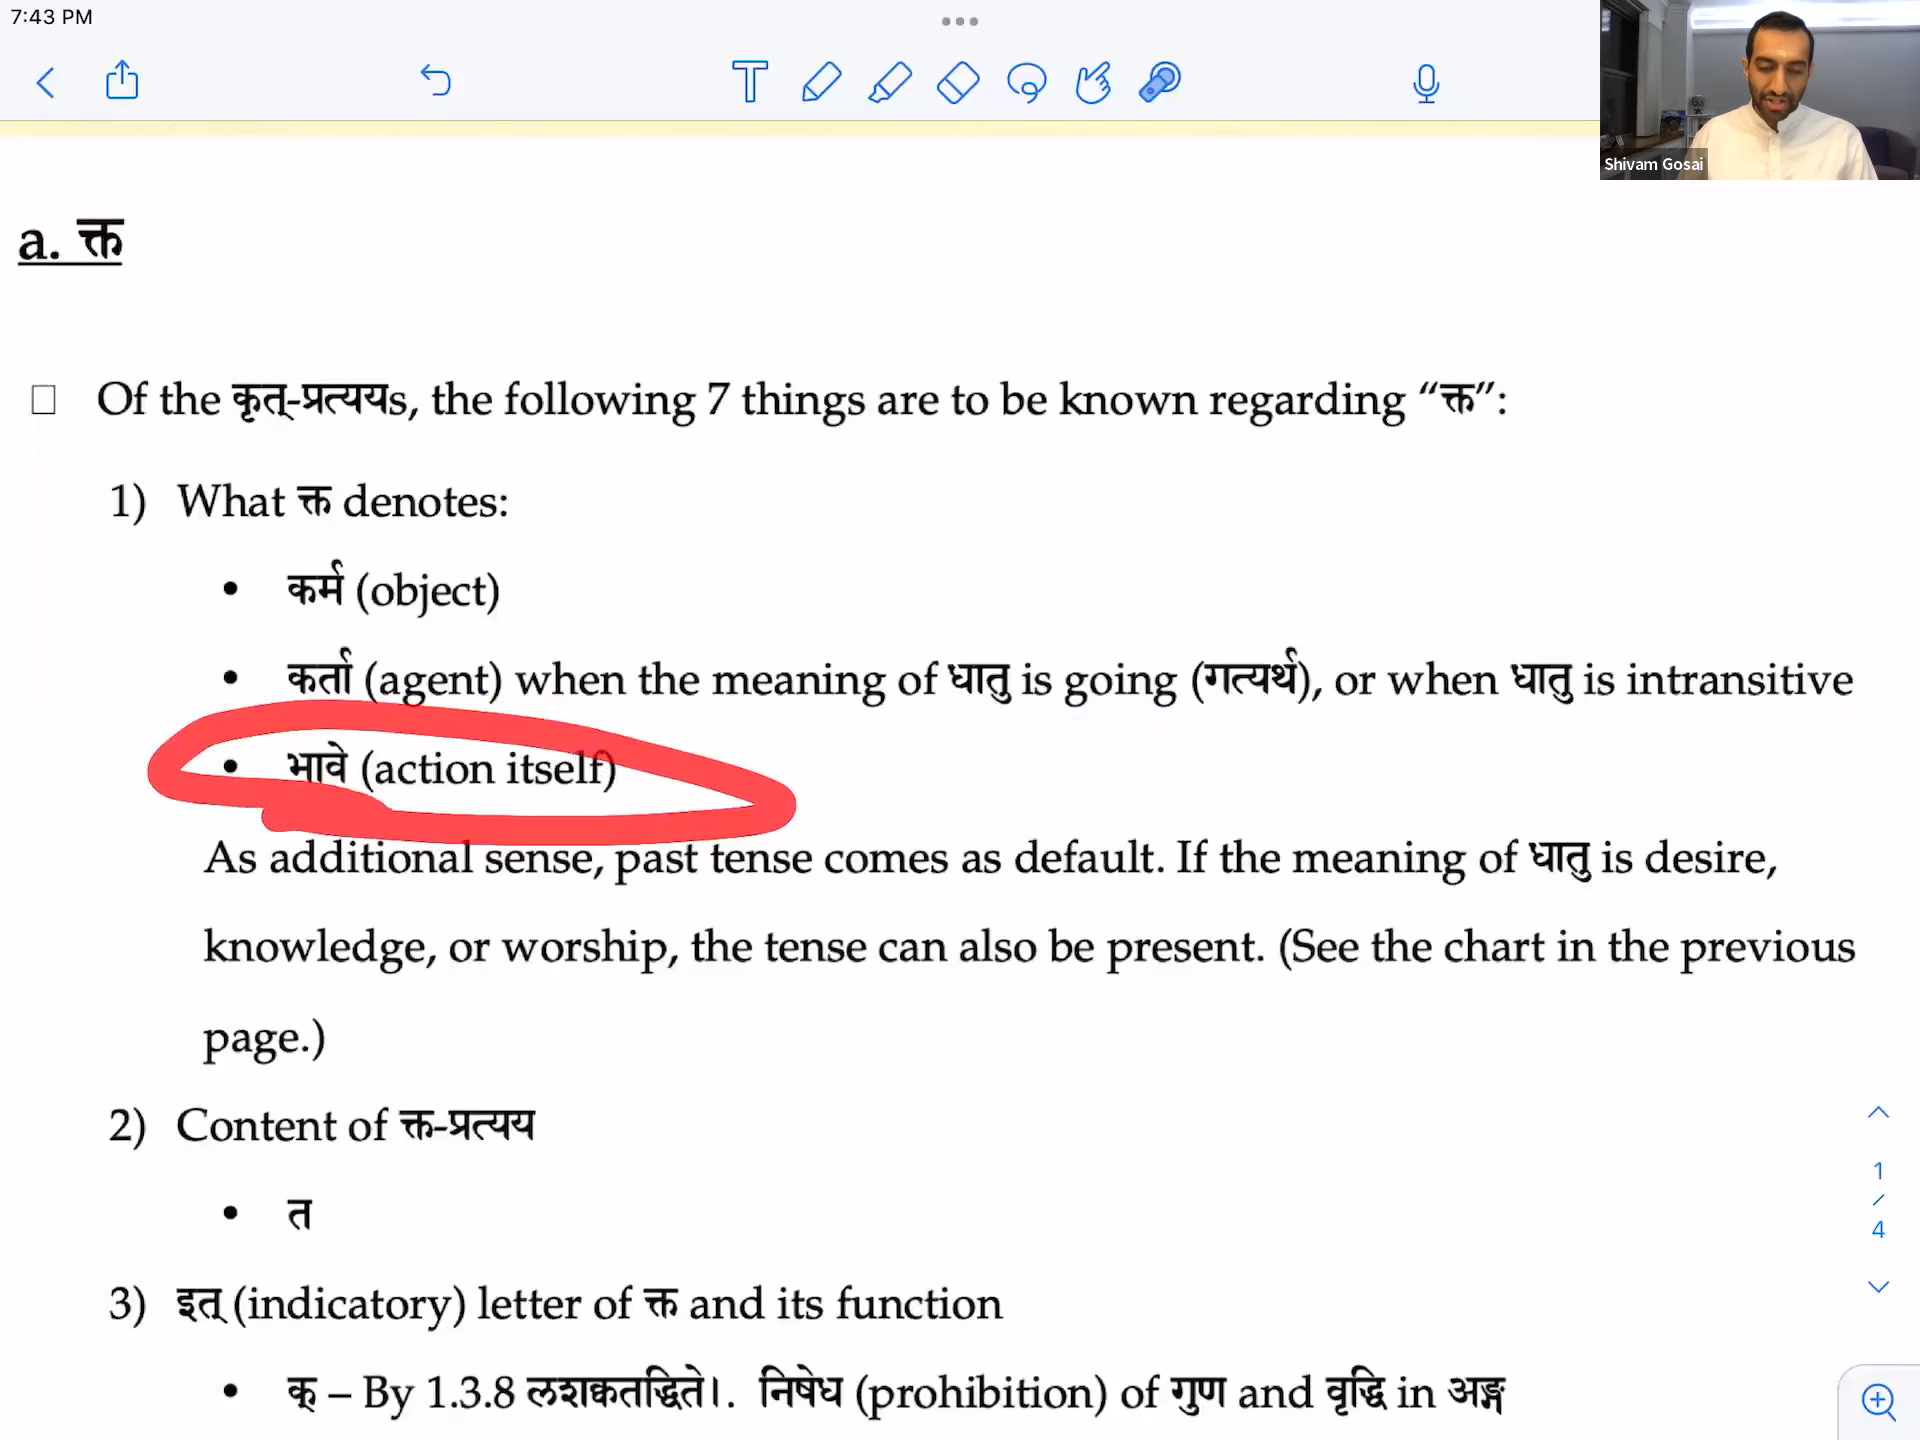 7:43 PM
Shivam Gosai
a. क्त
Of the कृत्-प्रत्ययs, the following 7 things are to be known regarding “क्त”:
1) What क्त denotes:
• कर्म (object)
• कर्ता (agent) when the meaning of धातु is going (गत्यर्थ), or when धातु is intransitive
• भावे (action itself)
As additional sense, past tense comes as default. If the meaning of धातु is desire,
knowledge, or worship, the tense can also be present. (See the chart in the previous
page.)
2) Content of क्त-प्रत्यय
• त
3) इत् (indicatory) letter of क्त and its function
• क् – By 1.3.8 लशक्वतद्धिते।. निषेध (prohibition) of गुण and वृद्धि in अङ्ग
1
/
4